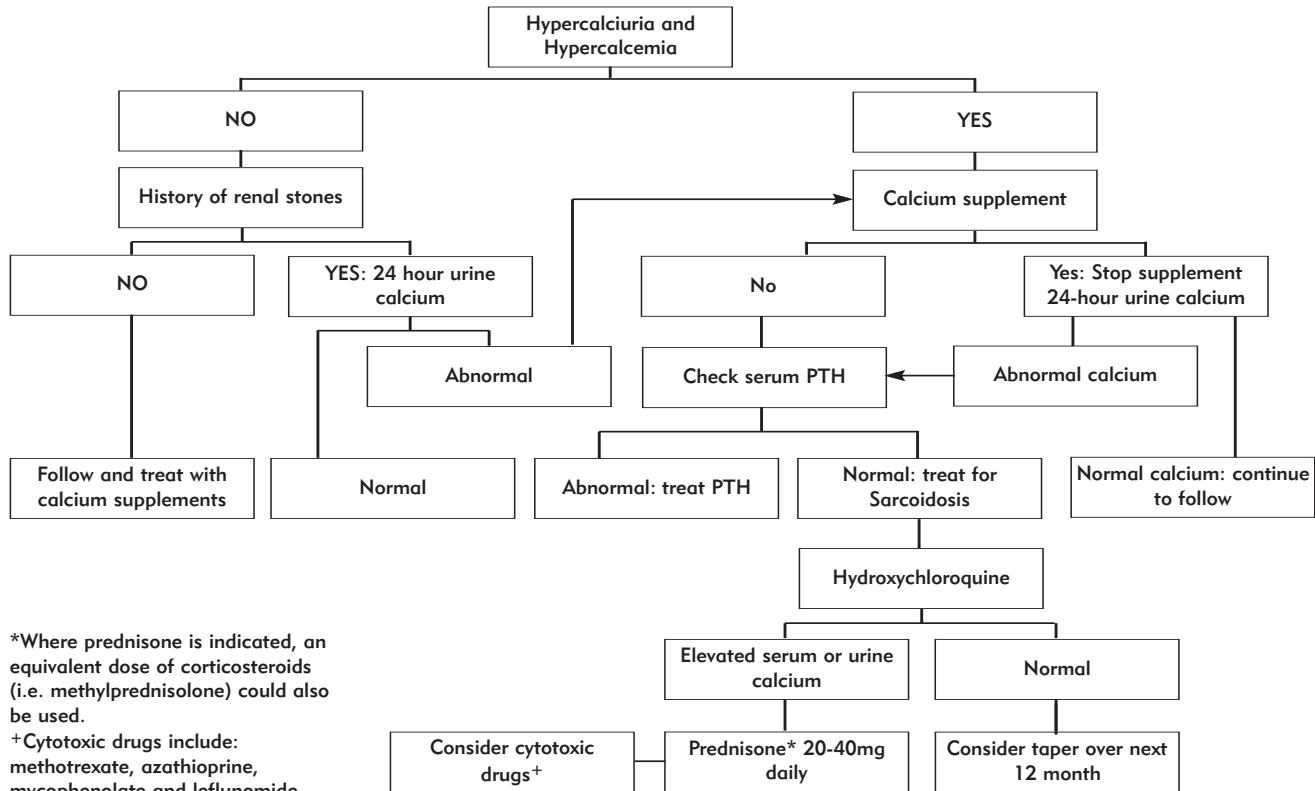 Hypercalciuria and
Hypercalcemia
NO
YES
History of renal stones
Calcium supplement
NO
YES: 24 hour urine
calcium
No
Yes: Stop supplement
24-hour urine calcium
Abnormal
Check serum PTH
Abnormal calcium
Follow and treat with
calcium supplements
Normal
Abnormal: treat PTH
Normal: treat for
Sarcoidosis
Normal calcium: continue
to follow
Hydroxychloroquine
Elevated serum or urine
calcium
Normal
Consider cytotoxic
drugs+
Prednisone* 20-40mg
daily
Consider taper over next
12 month
*Where prednisone is indicated, an
equivalent dose of corticosteroids
(i.e. methylprednisolone) could also
be used.
+Cytotoxic drugs include:
methotrexate, azathioprine,
mycophenolate and leflunomide